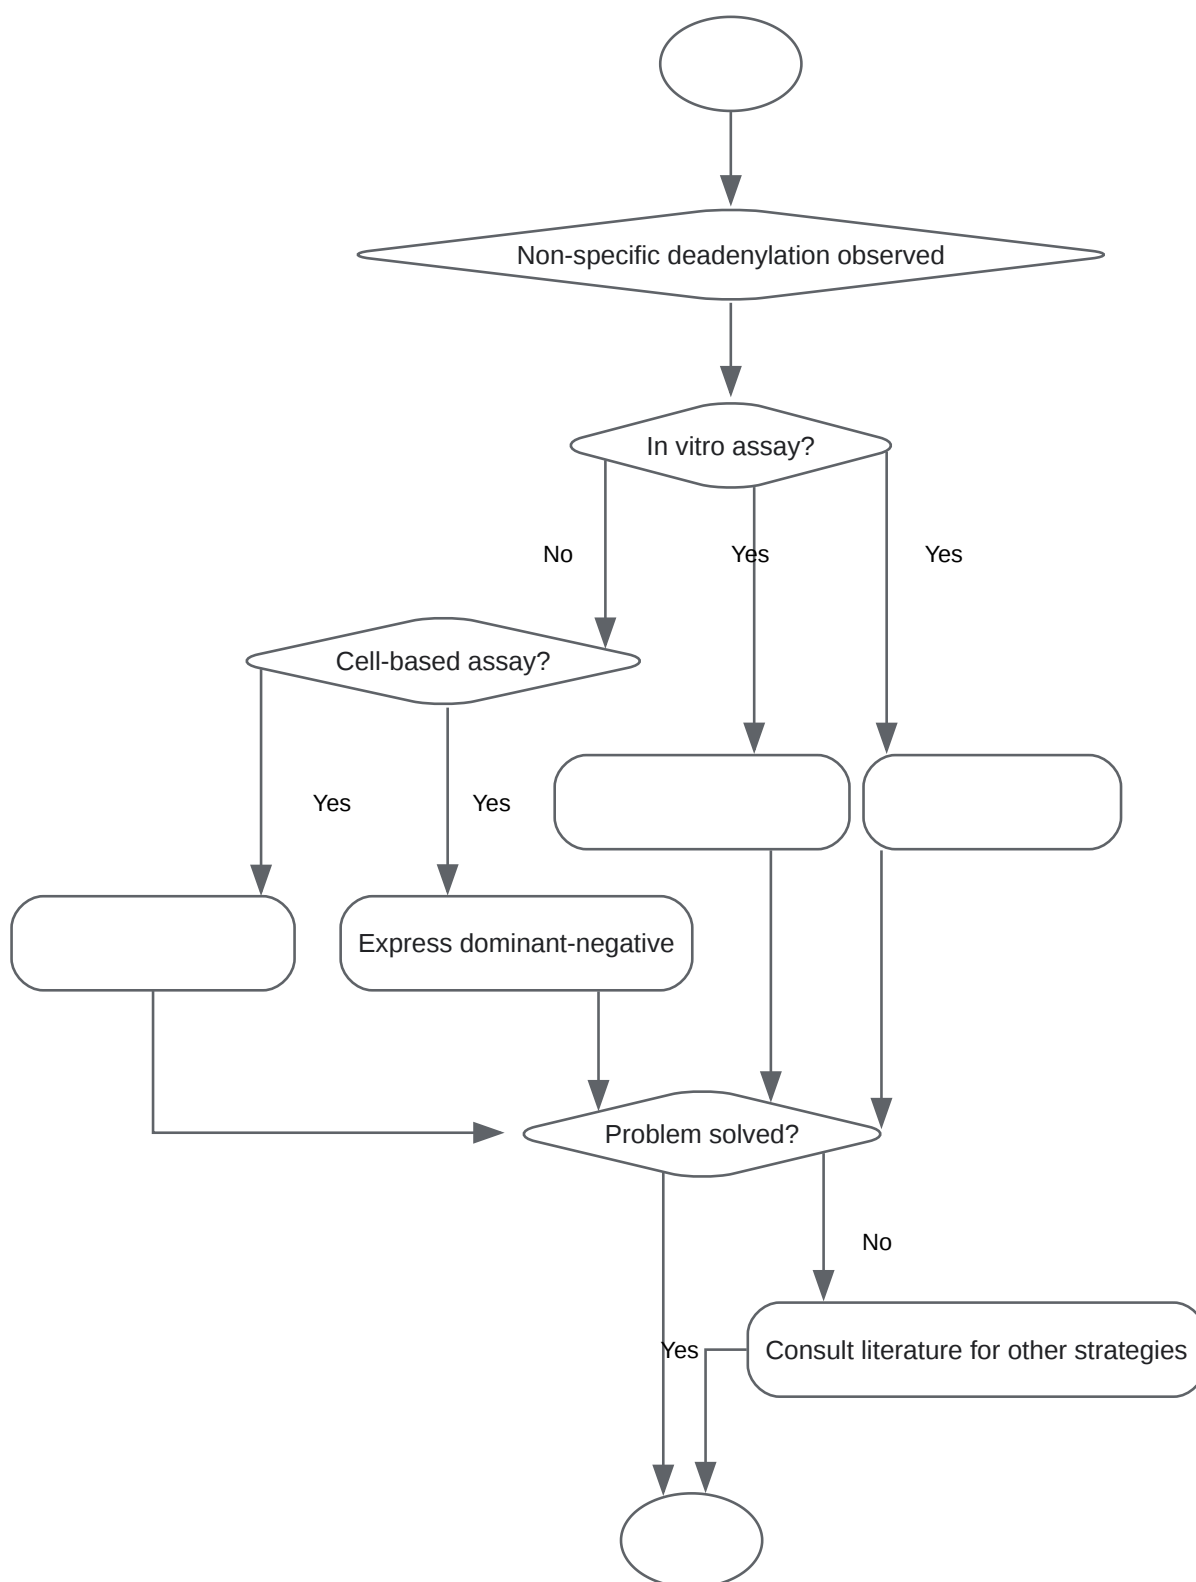 Non-specific deadenylation observed
In vitro assay?
No
Yes
Yes
Cell-based assay?
Yes
Yes
Express dominant-negative
Problem solved?
No
Yes
Consult literature for other strategies